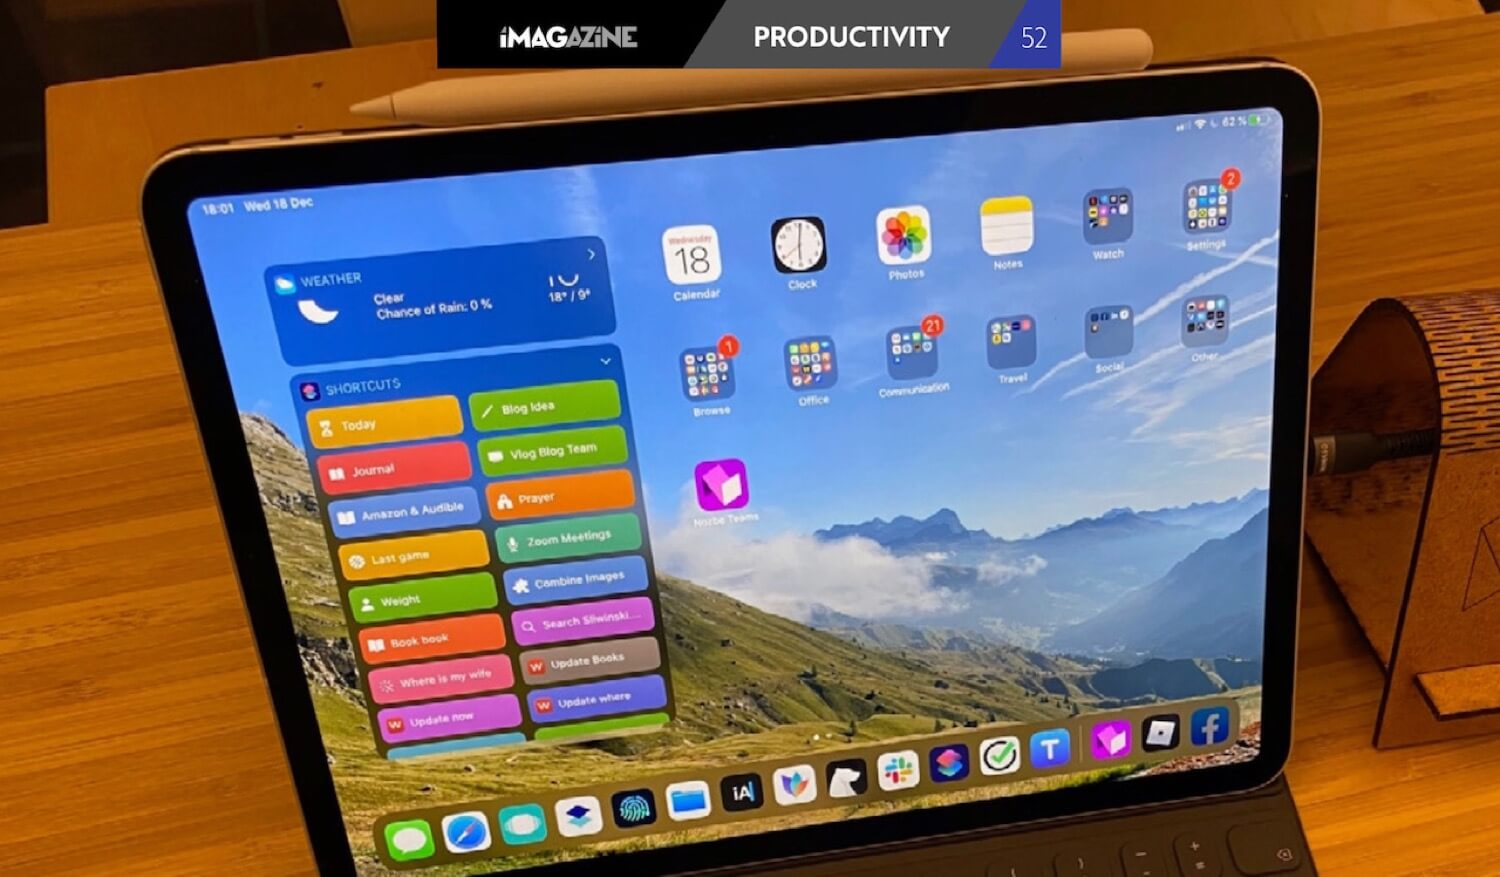 iMAGAZINE
PRODUCTIVITY
52
18:01 Wed 18 Dec
62 %
WEATHER
Clear
Chance of Rain: 0 %
18° / 9°
SHORTCUTS
Today
Blog Idea
Journal
Vlog Blog Team
Amazon & Audible
Prayer
Last game
Zoom Meetings
Weight
Combine Images
Book book
Search Sliwinski....
Where is my wife
Update Books
Update now
Update where
Wednesday
18
Calendar
Clock
Photos
Notes
Watch
2
Settings
1
Browse
Office
21
Communication
Travel
Social
Other
Nozbe Teams
iA
T
f